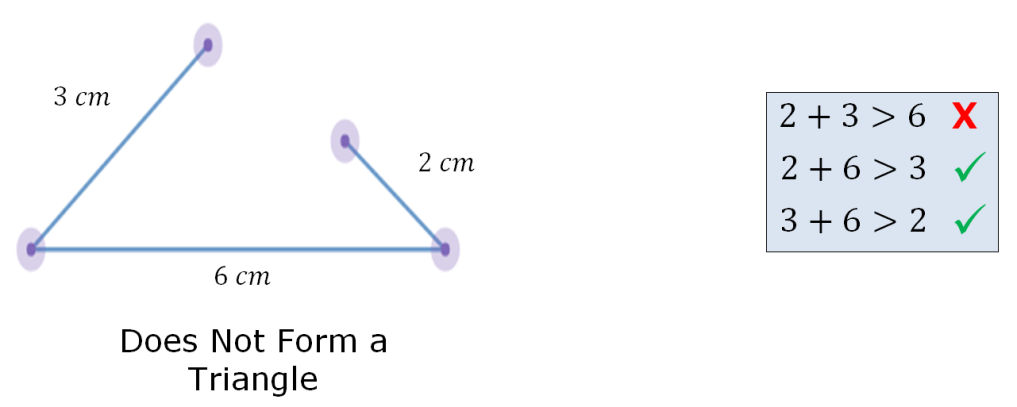 3 cm
2 cm
6 cm
Does Not Form a
Triangle
2 + 3 > 6 X
2 + 6 > 3 ✓
3 + 6 > 2 ✓